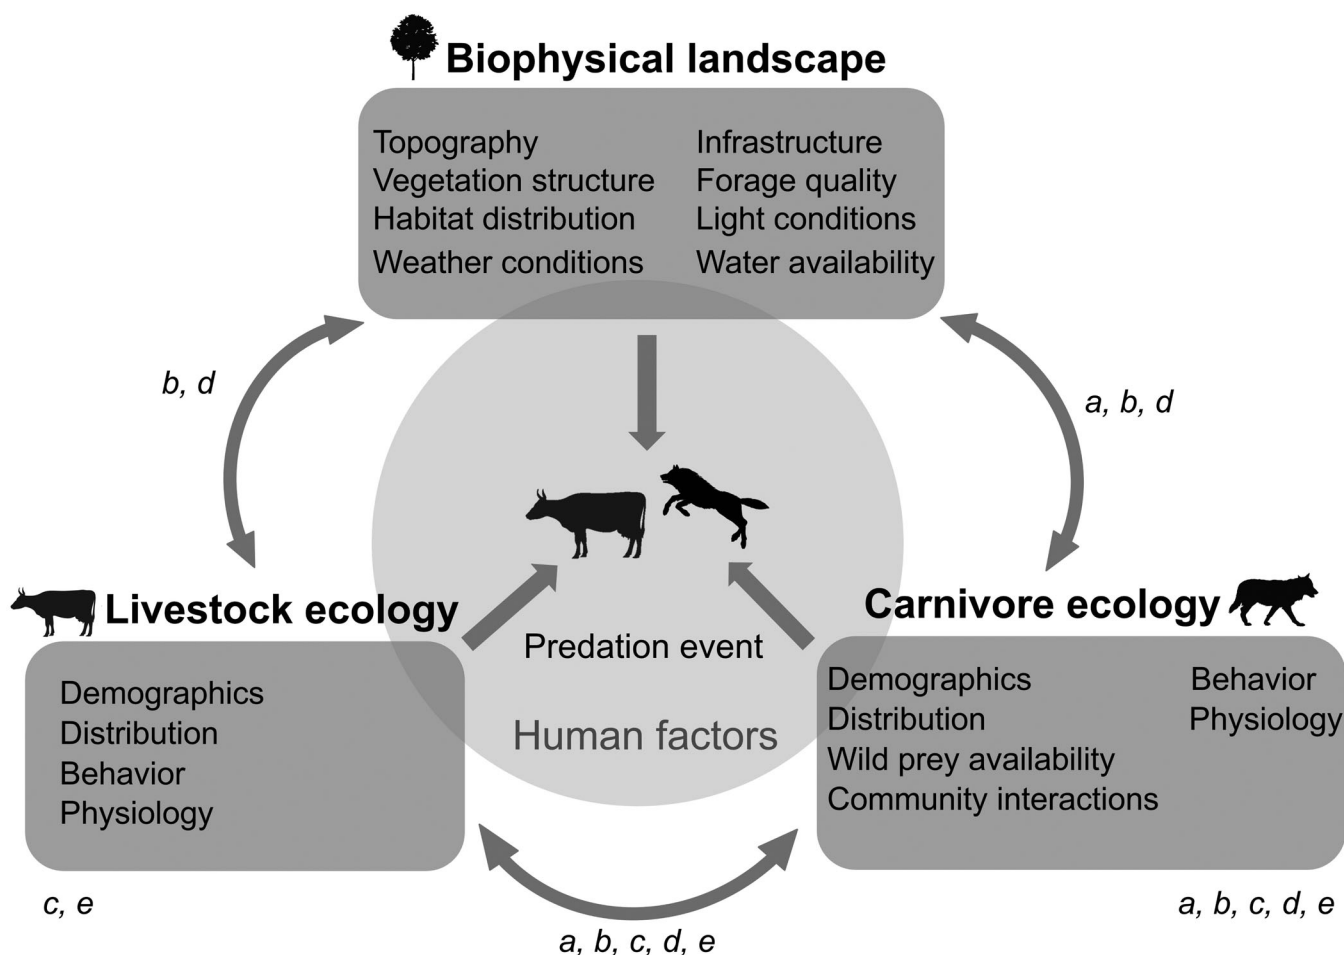 Biophysical landscape
Topography
Vegetation structure
Habitat distribution
Weather conditions
Infrastructure
Forage quality
Light conditions
Water availability
b, d
a, b, d
Livestock ecology
Demographics
Distribution
Behavior
Physiology
c, e
Predation event
Human factors
Carnivore ecology
Demographics
Distribution
Wild prey availability
Community interactions
Behavior
Physiology
a, b, c, d, e
a, b, c, d, e